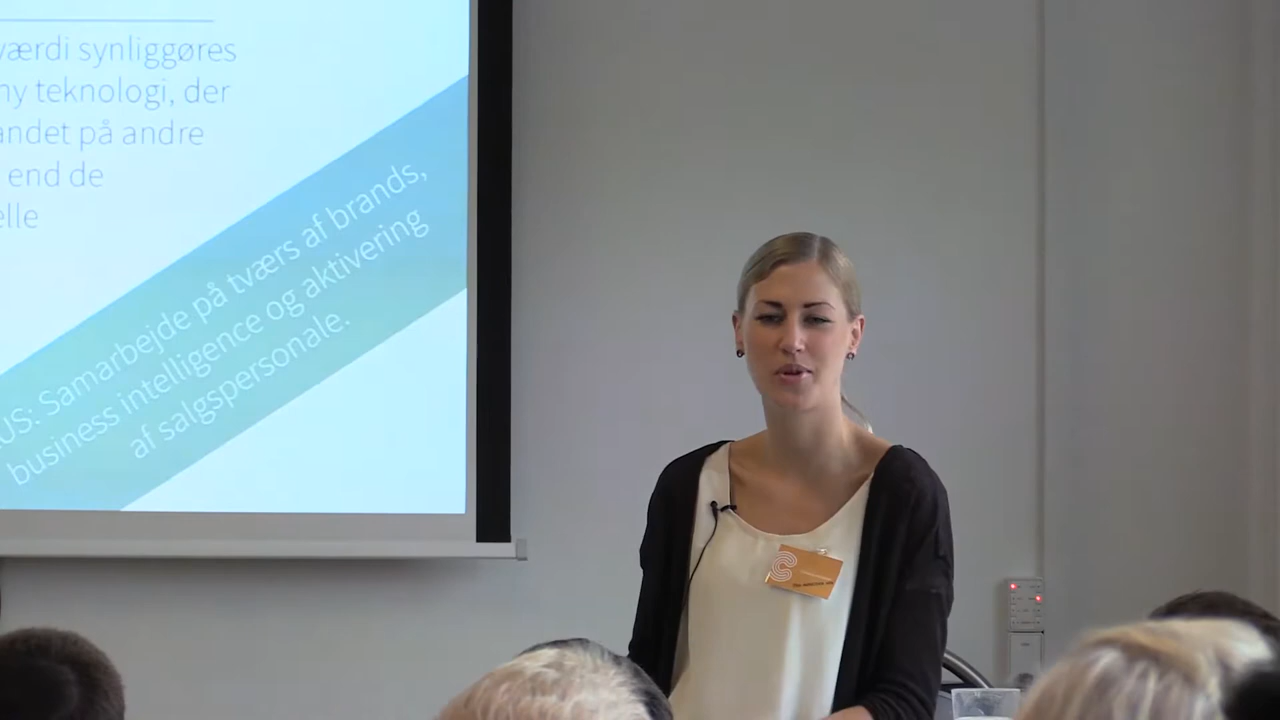 værdi synliggøres
ny teknologi, der
andet på andre
end de
elle
US: Samarbejde på tværs af brands,
business intelligence og aktivering
af salgspersonale.